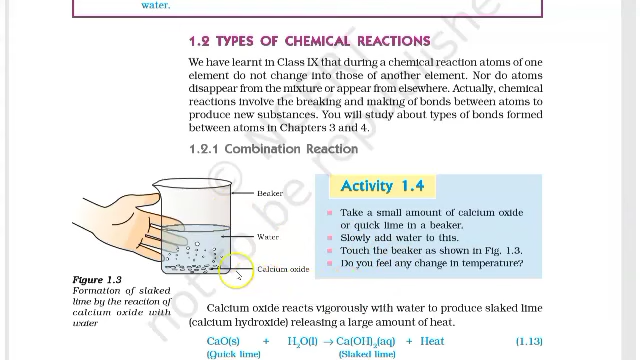 water.
1.2 TYPES OF CHEMICAL REACTIONS
We have learnt in Class IX that during a chemical reaction atoms of one
element do not change into those of another element. Nor do atoms
disappear from the mixture or appear from elsewhere. Actually, chemical
reactions involve the breaking and making of bonds between atoms to
produce new substances. You will study about types of bonds formed
between atoms in Chapters 3 and 4.
1.2.1 Combination Reaction
Beaker
Water
Calcium oxide
Figure 1.3
Formation of slaked
lime by the reaction of
calcium oxide with
water
Activity 1.4
Take a small amount of calcium oxide
or quick lime in a beaker.
Slowly add water to this.
Touch the beaker as shown in Fig. 1.3.
Do you feel any change in temperature?
Calcium oxide reacts vigorously with water to produce slaked lime
(calcium hydroxide) releasing a large amount of heat.
CaO(s) + H₂O(l) → Ca(OH)₂(aq) + Heat (1.13)
(Quick lime) (Slaked lime)
© NCERT
not to be republished